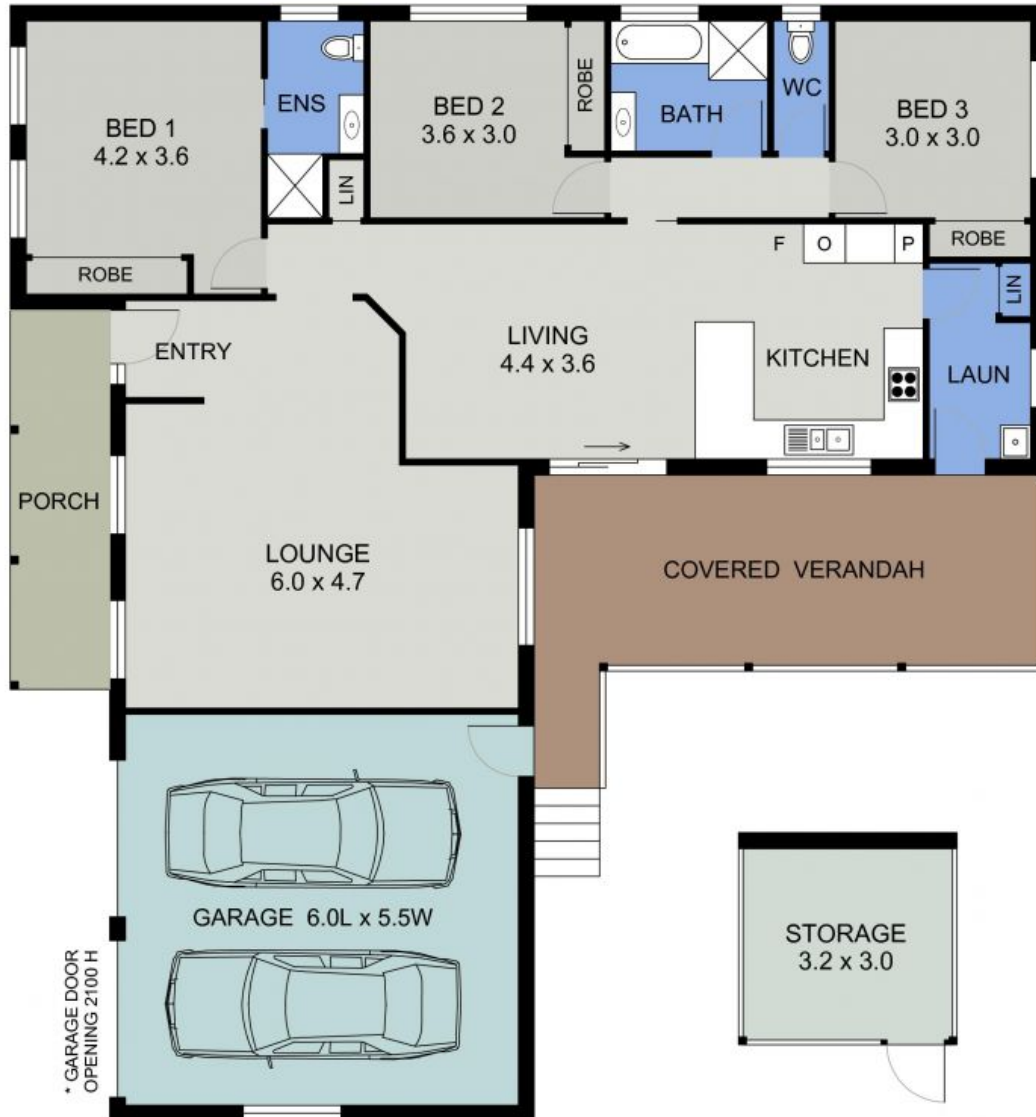 BED 1
4.2 x 3.6
ENS
BED 2
3.6 x 3.0
ROBE
BATH
WC
BED 3
3.0 x 3.0
LIN
ROBE
F O P
ROBE
LIN
ENTRY
LIVING
4.4 x 3.6
KITCHEN
LAUN
PORCH
LOUNGE
6.0 x 4.7
COVERED VERANDAH
GARAGE 6.0L x 5.5W
* GARAGE DOOR
OPENING 2100 H
STORAGE
3.2 x 3.0